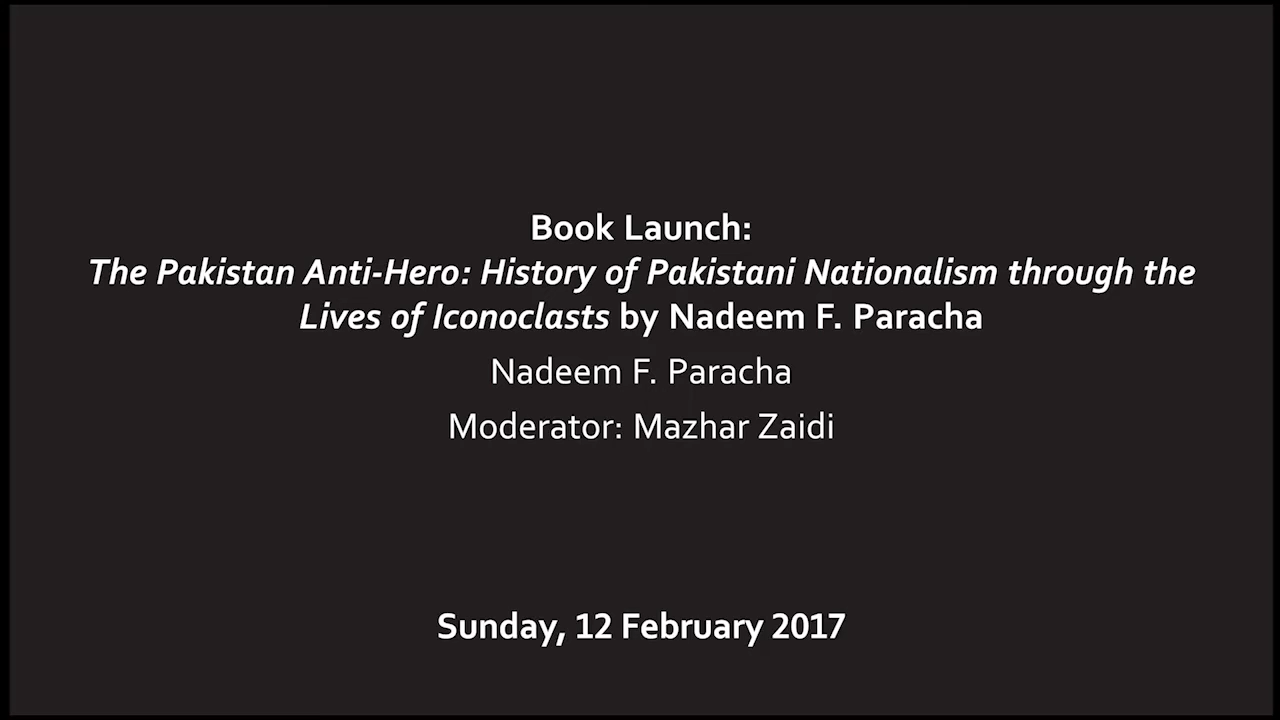 Book Launch:
The Pakistan Anti-Hero: History of Pakistani Nationalism through the
Lives of Iconoclasts by Nadeem F. Paracha
Nadeem F. Paracha
Moderator: Mazhar Zaidi
Sunday, 12 February 2017